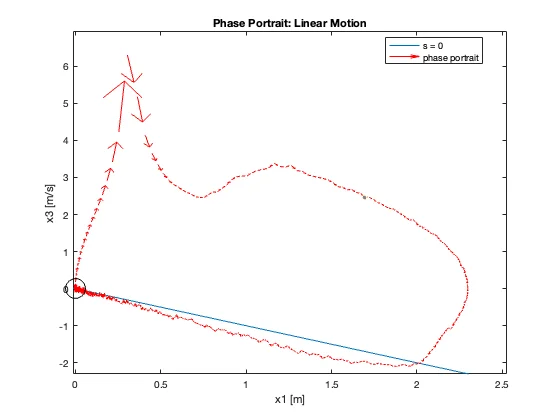 Phase Portrait: Linear Motion
s = 0
phase portrait
6
5
4
3
2
1
0
-1
-2
x3 [m/s]
0 0.5 1 1.5 2 2.5
x1 [m]